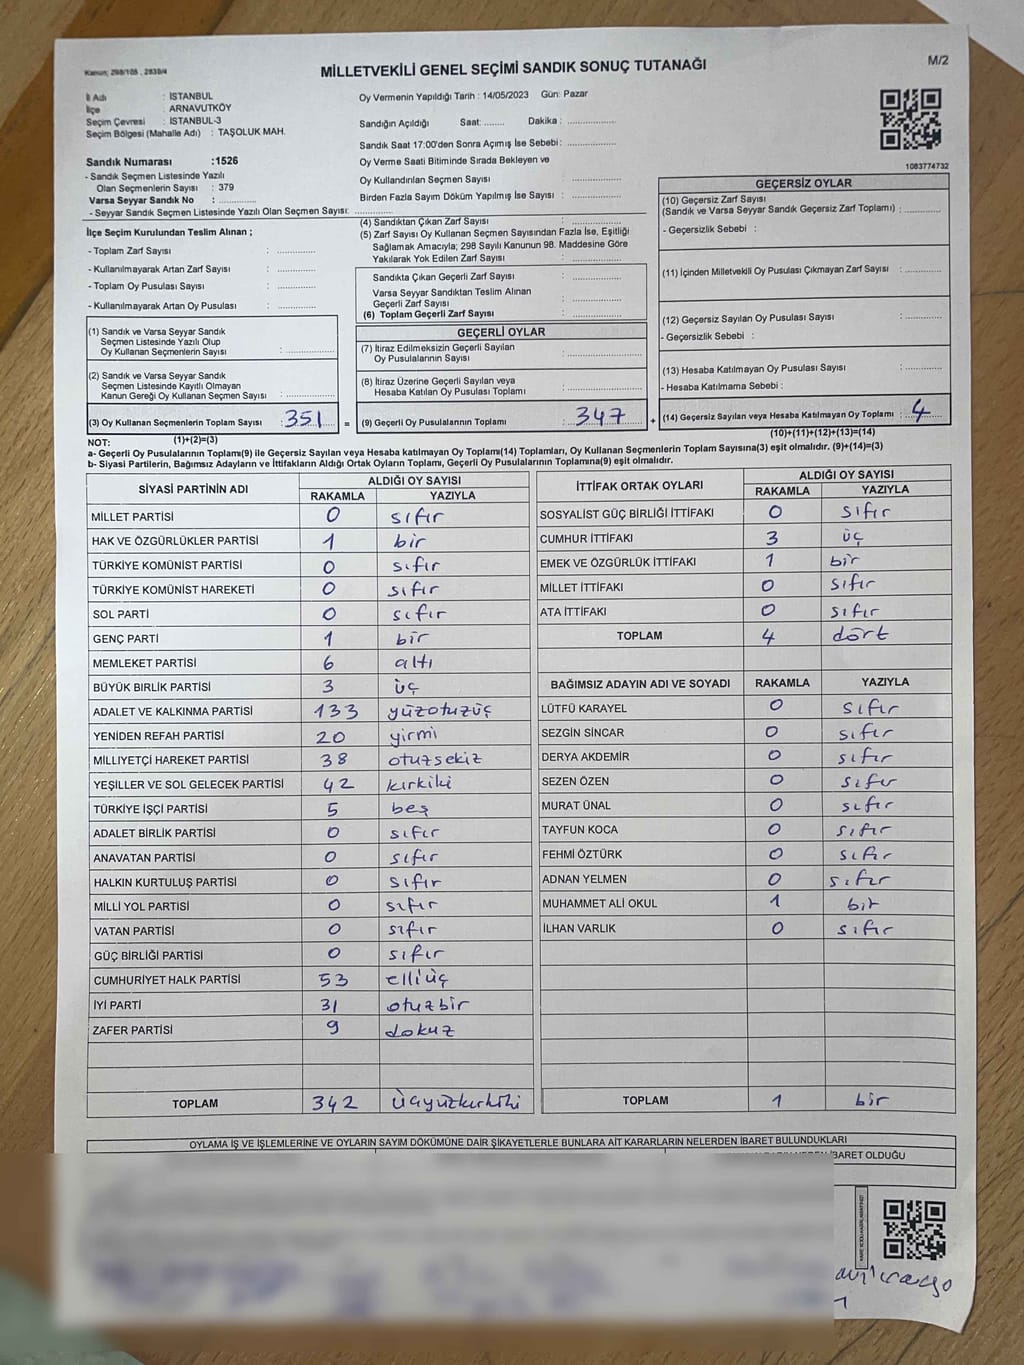 Kanun; 298/105 , 2839/4
MİLLETVEKİLİ GENEL SEÇİMİ SANDIK SONUÇ TUTANAĞI
M/2
İl Adı : İSTANBUL
İlçe : ARNAVUTKÖY
Seçim Çevresi : İSTANBUL-3
Seçim Bölgesi (Mahalle Adı) : TAŞOLUK MAH.
Sandık Numarası :1526
- Sandık Seçmen Listesinde Yazılı
Olan Seçmenlerin Sayısı : 379
Varsa Seyyar Sandık No : ..............
- Seyyar Sandık Seçmen Listesinde Yazılı Olan Seçmen Sayısı: ..............
Oy Vermenin Yapıldığı Tarih : 14/05/2023 Gün: Pazar
Sandığın Açıldığı Saat: ........ Dakika : ..................
Sandık Saat 17:00'den Sonra Açımış İse Sebebi: ..................
Oy Verme Saati Bitiminde Sırada Bekleyen ve
Oy Kullandırılan Seçmen Sayısı : ..................
Birden Fazla Sayım Döküm Yapılmış İse Sayısı : ..................
1083774732
İlçe Seçim Kurulundan Teslim Alınan ;
- Toplam Zarf Sayısı : ..............
- Kullanılmayarak Artan Zarf Sayısı : ..............
- Toplam Oy Pusulası Sayısı : ..............
- Kullanılmayarak Artan Oy Pusulası : ..............
(4) Sandıktan Çıkan Zarf Sayısı : ..................
(5) Zarf Sayısı Oy Kullanan Seçmen Sayısından Fazla İse, Eşitliği
Sağlamak Amacıyla; 298 Sayılı Kanunun 98. Maddesine Göre
Yakılarak Yok Edilen Zarf Sayısı : ..................
Sandıkta Çıkan Geçerli Zarf Sayısı : ..................
Varsa Seyyar Sandıktan Teslim Alınan
Geçerli Zarf Sayısı : ..................
(6) Toplam Geçerli Zarf Sayısı : ..................
GEÇERSİZ OYLAR
(10) Geçersiz Zarf Sayısı
(Sandık ve Varsa Seyyar Sandık Geçersiz Zarf Toplamı) : ..............
- Geçersizlik Sebebi :
(11) İçinden Milletvekili Oy Pusulası Çıkmayan Zarf Sayısı : ..............
(12) Geçersiz Sayılan Oy Pusulası Sayısı : ..............
- Geçersizlik Sebebi :
(13) Hesaba Katılmayan Oy Pusulası Sayısı : ..............
- Hesaba Katılmama Sebebi :
(1) Sandık ve Varsa Seyyar Sandık
Seçmen Listesinde Yazılı Olup
Oy Kullanan Seçmenlerin Sayısı : ..............
(2) Sandık ve Varsa Seyyar Sandık
Seçmen Listesinde Kayıtlı Olmayan
Kanun Gereği Oy Kullanan Seçmen Sayısı : ..............
GEÇERLİ OYLAR
(7) İtiraz Edilmeksizin Geçerli Sayılan
Oy Pusulalarının Sayısı : ..................
(8) İtiraz Üzerine Geçerli Sayılan veya
Hesaba Katılan Oy Pusulası Toplamı : ..................
(3) Oy Kullanan Seçmenlerin Toplam Sayısı : 351 = (9) Geçerli Oy Pusulalarının Toplamı : 347 + (14) Geçersiz Sayılan veya Hesaba Katılmayan Oy Toplamı : 4
NOT: (1)+(2)=(3) (10)+(11)+(12)+(13)=(14)
a- Geçerli Oy Pusulalarının Toplamı(9) ile Geçersiz Sayılan veya Hesaba katılmayan Oy Toplamı(14) Toplamları, Oy Kullanan Seçmenlerin Toplam Sayısına(3) eşit olmalıdır. (9)+(14)=(3)
b- Siyasi Partilerin, Bağımsız Adayların ve İttifakların Aldığı Ortak Oyların Toplamı, Geçerli Oy Pusulalarının Toplamına(9) eşit olmalıdır.
SİYASİ PARTİNİN ADI ALDIĞI OY SAYISI
RAKAMLA YAZIYLA
MİLLET PARTİSİ 0 sıfır
HAK VE ÖZGÜRLÜKLER PARTİSİ 1 bir
TÜRKİYE KOMÜNİST PARTİSİ 0 sıfır
TÜRKİYE KOMÜNİST HAREKETİ 0 sıfır
SOL PARTİ 0 sıfır
GENÇ PARTİ 1 bir
MEMLEKET PARTİSİ 6 altı
BÜYÜK BİRLİK PARTİSİ 3 üç
ADALET VE KALKINMA PARTİSİ 133 yüzotuzüç
YENİDEN REFAH PARTİSİ 20 yirmi
MİLLİYETÇİ HAREKET PARTİSİ 38 otuzsekiz
YEŞİLLER VE SOL GELECEK PARTİSİ 42 kırkiki
TÜRKİYE İŞÇİ PARTİSİ 5 beş
ADALET BİRLİK PARTİSİ 0 sıfır
ANAVATAN PARTİSİ 0 sıfır
HALKIN KURTULUŞ PARTİSİ 0 sıfır
MİLLİ YOL PARTİSİ 0 sıfır
VATAN PARTİSİ 0 sıfır
GÜÇ BİRLİĞİ PARTİSİ 0 sıfır
CUMHURİYET HALK PARTİSİ 53 elliüç
İYİ PARTİ 31 otuzbir
ZAFER PARTİSİ 9 dokuz
TOPLAM 342 üçyüzkırkiki
İTTİFAK ORTAK OYLARI ALDIĞI OY SAYISI
RAKAMLA YAZIYLA
SOSYALİST GÜÇ BİRLİĞİ İTTİFAKI 0 sıfır
CUMHUR İTTİFAKI 3 üç
EMEK VE ÖZGÜRLÜK İTTİFAKI 1 bir
MİLLET İTTİFAKI 0 sıfır
ATA İTTİFAKI 0 sıfır
TOPLAM 4 dört
BAĞIMSIZ ADAYIN ADI VE SOYADI RAKAMLA YAZIYLA
LÜTFÜ KARAYEL 0 sıfır
SEZGİN SİNCAR 0 sıfır
DERYA AKDEMİR 0 sıfır
SEZEN ÖZEN 0 sıfır
MURAT ÜNAL 0 sıfır
TAYFUN KOCA 0 sıfır
FEHMİ ÖZTÜRK 0 sıfır
ADNAN YELMEN 0 sıfır
MUHAMMET ALİ OKUL 1 bir
İLHAN VARLIK 0 sıfır
TOPLAM 1 bir
OYLAMA İŞ VE İŞLEMLERİNE VE OYLARIN SAYIM DÖKÜMÜNE DAİR ŞİKAYETLERLE BUNLARA AİT KARARLARIN NELERDEN İBARET BULUNDUKLARI
İBARET OLDUĞU